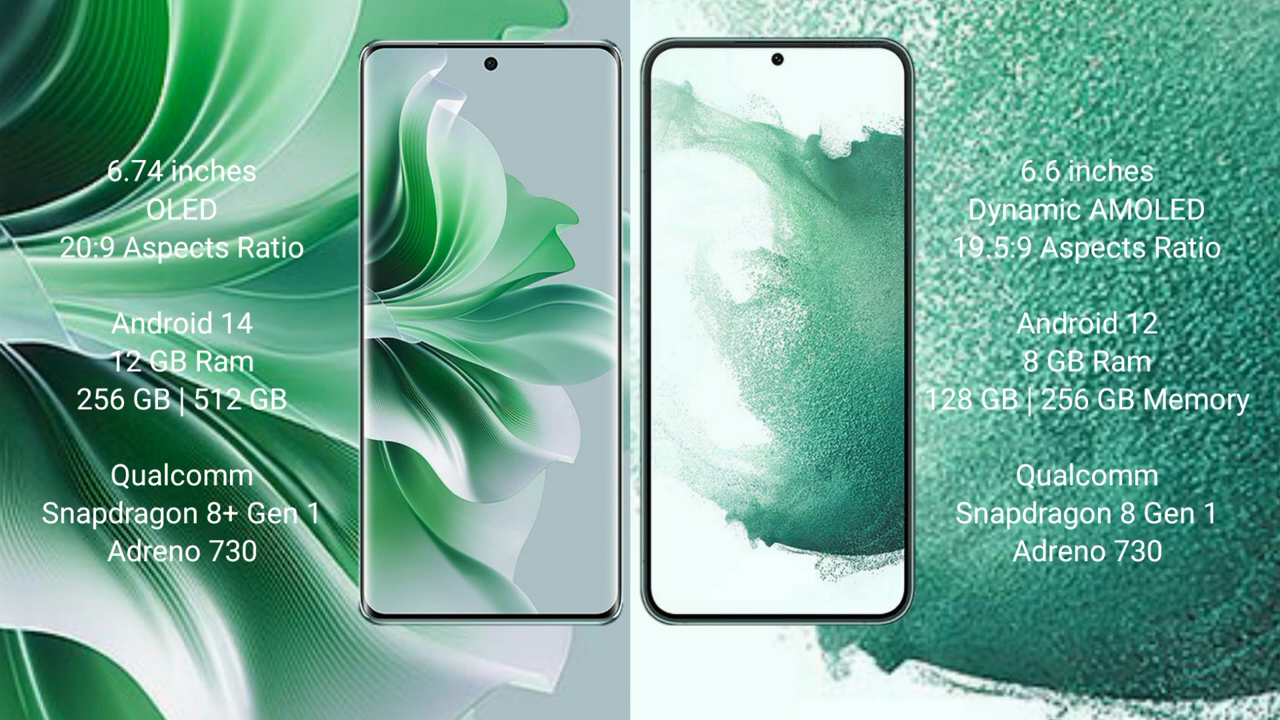 6.74 inches
OLED
20:9 Aspects Ratio
Android 14
12 GB Ram
256 GB | 512 GB
Qualcomm
Snapdragon 8+ Gen 1
Adreno 730
6.6 inches
Dynamic AMOLED
19.5:9 Aspects Ratio
Android 12
8 GB Ram
128 GB | 256 GB Memory
Qualcomm
Snapdragon 8 Gen 1
Adreno 730